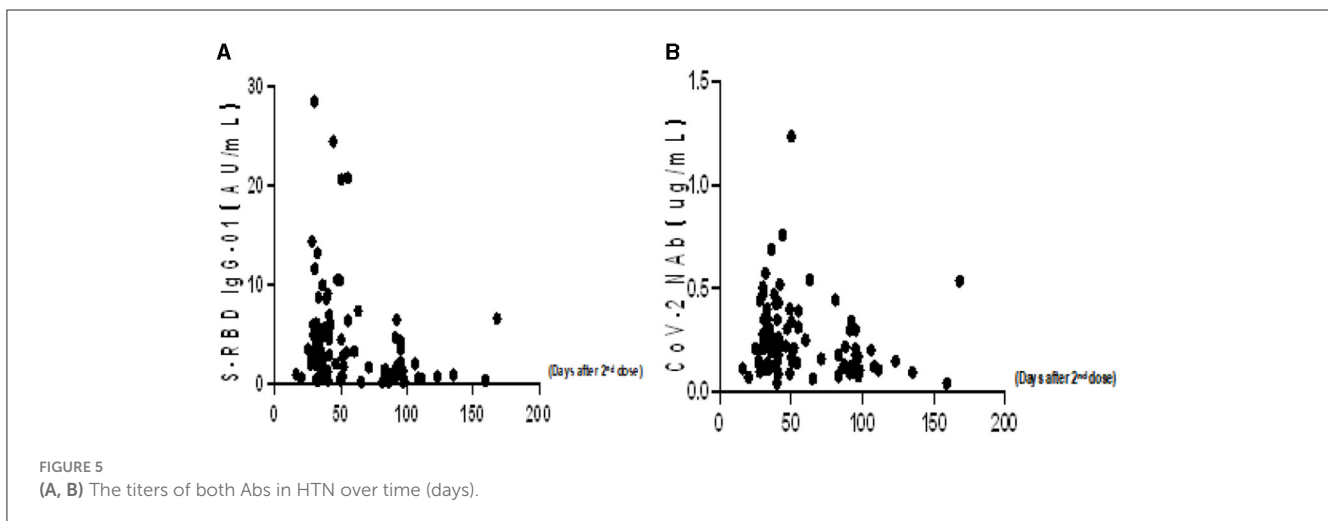 A
S-RBD IgG-01 [AU/mL]
30
20
10
0
0 50 100 150 200
(Days after 2nd dose)
B
CoV-2 NAb [ug/mL]
1.5
1.0
0.5
0.0
0 50 100 150 200
(Days after 2nd dose)
FIGURE 5
(A, B) The titers of both Abs in HTN over time (days).